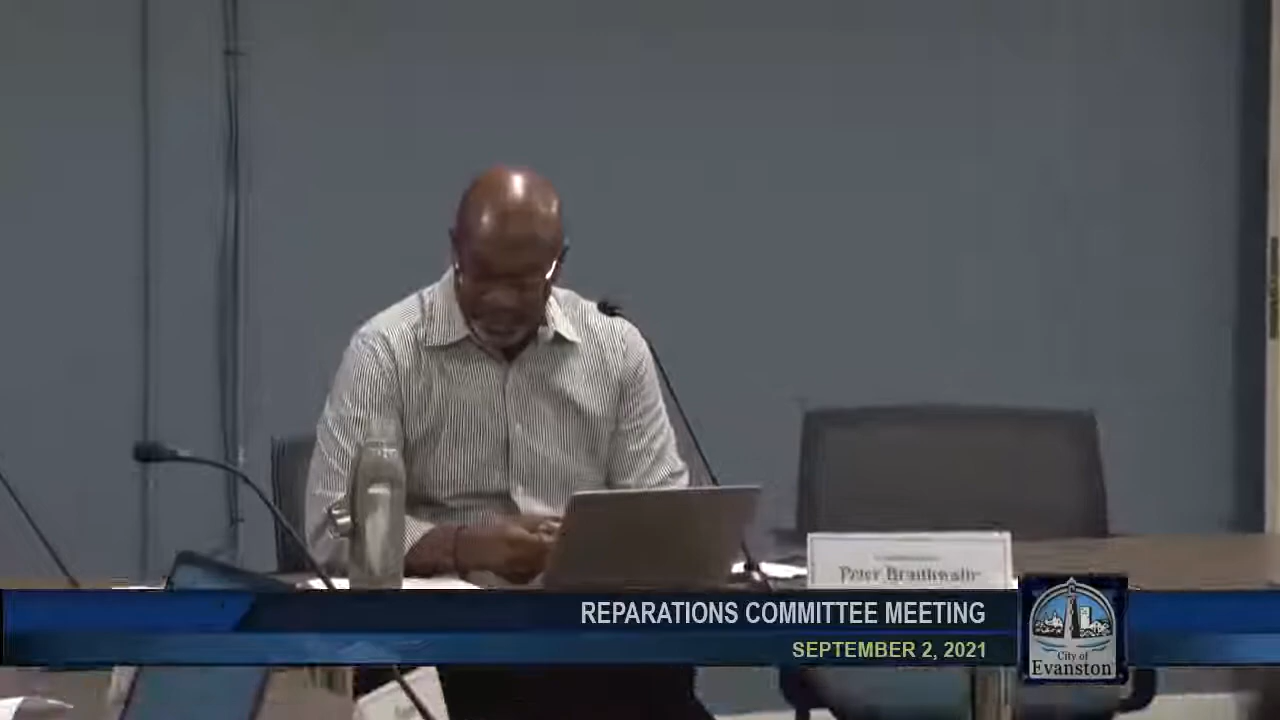 Peter Braithwaite
REPARATIONS COMMITTEE MEETING
SEPTEMBER 2, 2021
City of
Evanston